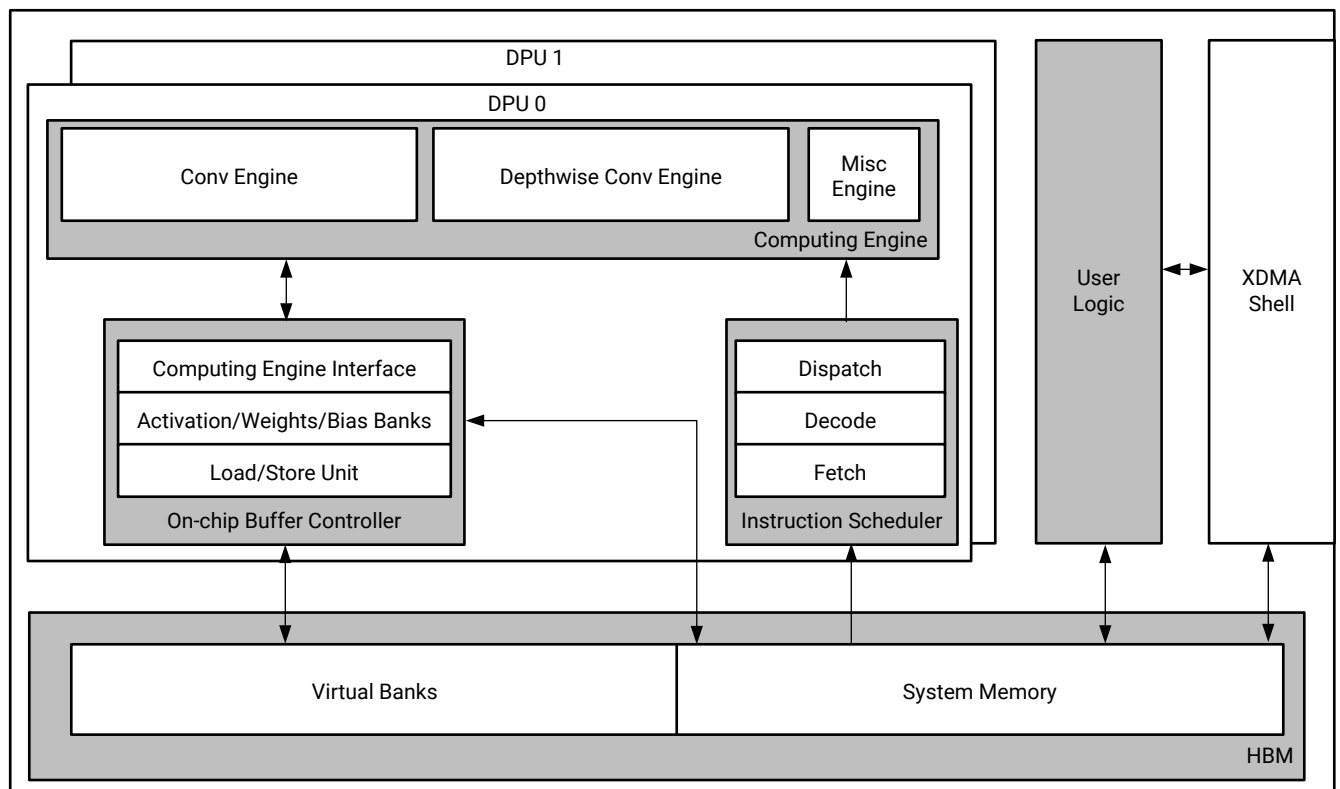 DPU 1
DPU 0
Conv Engine
Depthwise Conv Engine
Misc
Engine
Computing Engine
Computing Engine Interface
Activation/Weights/Bias Banks
Load/Store Unit
On-chip Buffer Controller
Dispatch
Decode
Fetch
Instruction Scheduler
User
Logic
XDMA
Shell
Virtual Banks
System Memory
HBM